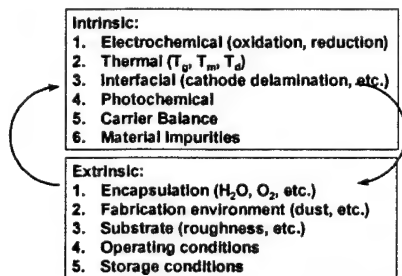 Intrinsic:
1. Electrochemical (oxidation, reduction)
2. Thermal (Tg, Tm, Td)
3. Interfacial (cathode delamination, etc.)
4. Photochemical
5. Carrier Balance
6. Material Impurities
Extrinsic:
1. Encapsulation (H₂O, O₂, etc.)
2. Fabrication environment (dust, etc.)
3. Substrate (roughness, etc.)
4. Operating conditions
5. Storage conditions